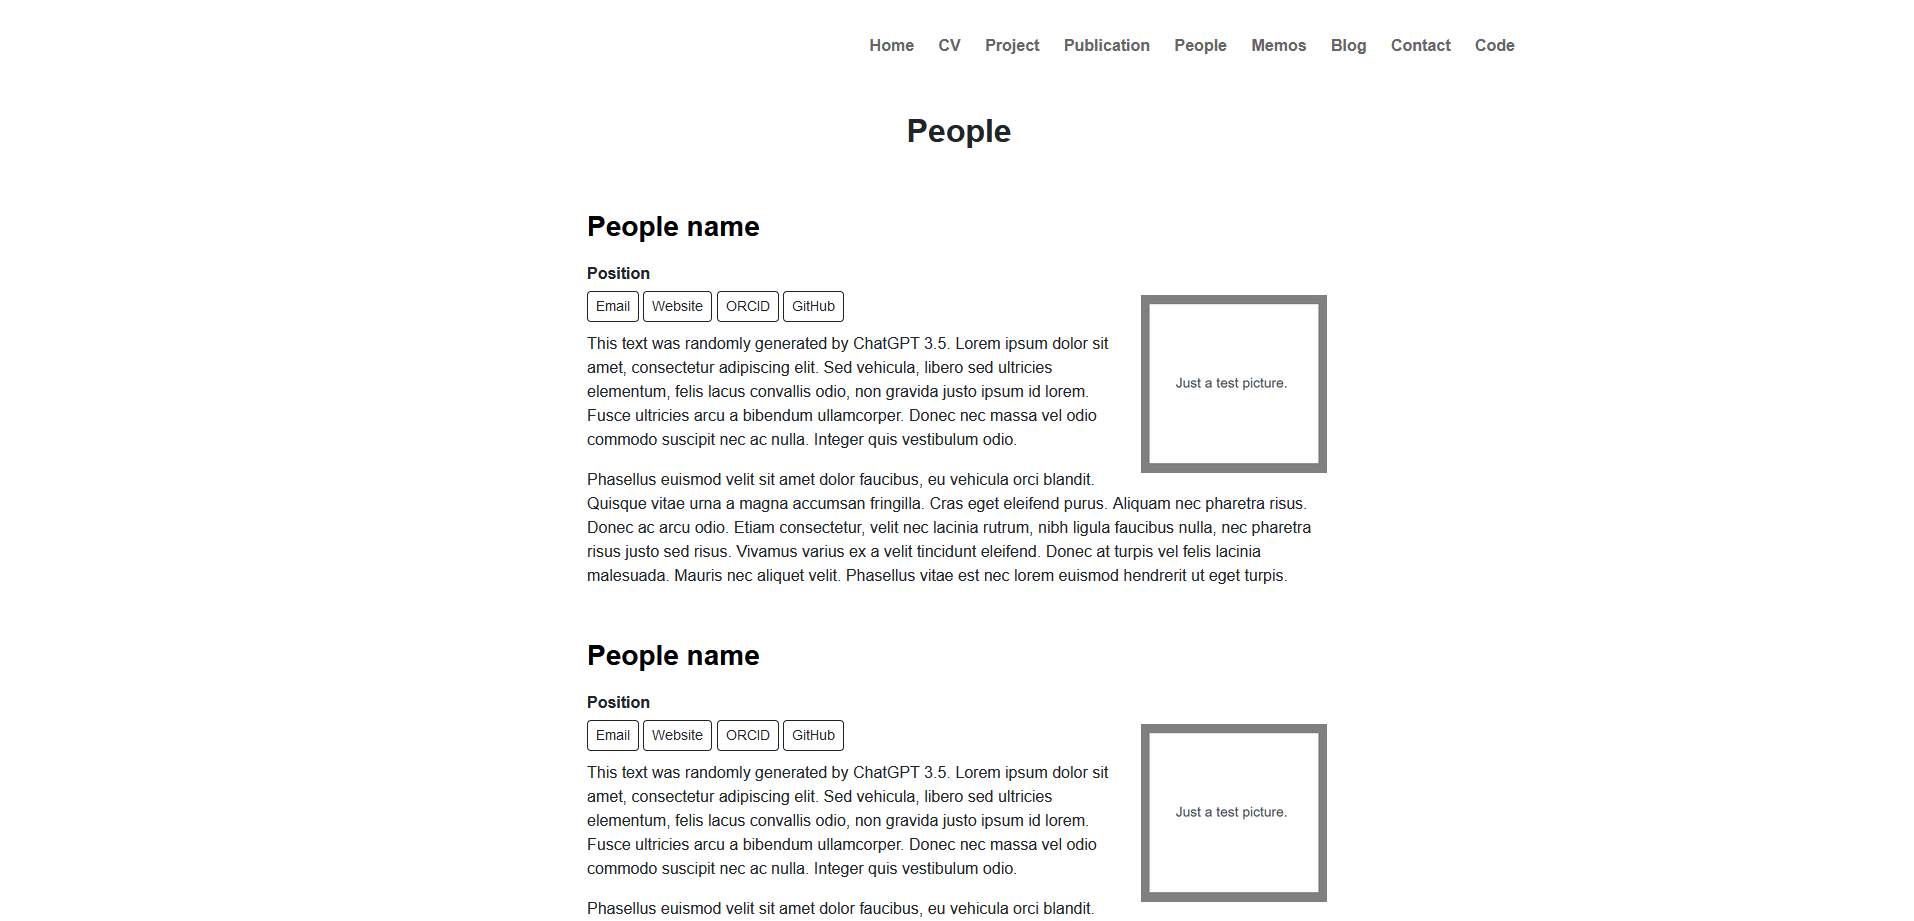 Home CV Project Publication People Memos Blog Contact Code
People
People name
Position
Email Website ORCID GitHub
This text was randomly generated by ChatGPT 3.5. Lorem ipsum dolor sit
amet, consectetur adipiscing elit. Sed vehicula, libero sed ultricies
elementum, felis lacus convallis odio, non gravida justo ipsum id lorem.
Fusce ultricies arcu a bibendum ullamcorper. Donec nec massa vel odio
commodo suscipit nec ac nulla. Integer quis vestibulum odio.
Just a test picture.
Phasellus euismod velit sit amet dolor faucibus, eu vehicula orci blandit.
Quisque vitae urna a magna accumsan fringilla. Cras eget eleifend purus. Aliquam nec pharetra risus.
Donec ac arcu odio. Etiam consectetur, velit nec lacinia rutrum, nibh ligula faucibus nulla, nec pharetra
risus justo sed risus. Vivamus varius ex a velit tincidunt eleifend. Donec at turpis vel felis lacinia
malesuada. Mauris nec aliquet velit. Phasellus vitae est nec lorem euismod hendrerit ut eget turpis.
People name
Position
Email Website ORCID GitHub
This text was randomly generated by ChatGPT 3.5. Lorem ipsum dolor sit
amet, consectetur adipiscing elit. Sed vehicula, libero sed ultricies
elementum, felis lacus convallis odio, non gravida justo ipsum id lorem.
Fusce ultricies arcu a bibendum ullamcorper. Donec nec massa vel odio
commodo suscipit nec ac nulla. Integer quis vestibulum odio.
Just a test picture.
Phasellus euismod velit sit amet dolor faucibus, eu vehicula orci blandit.